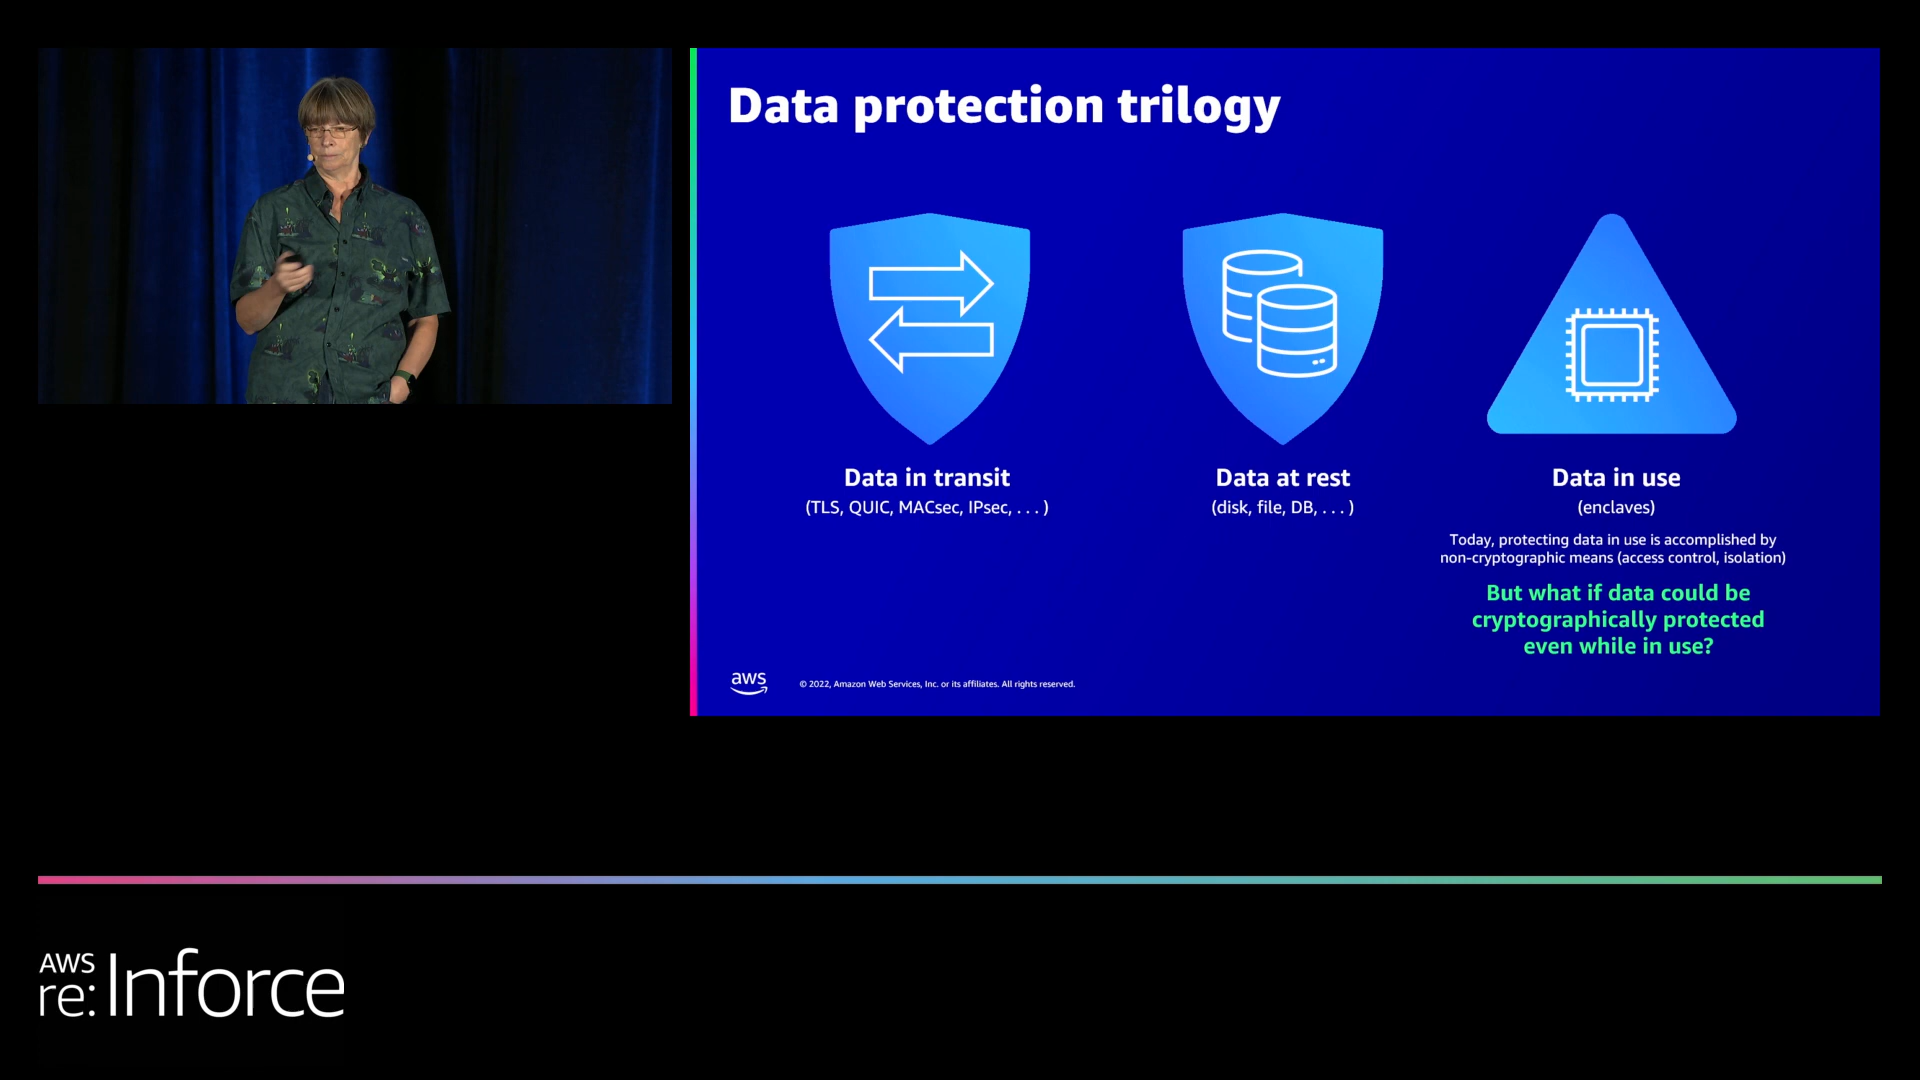 Data protection trilogy
Data in transit
(TLS, QUIC, MACsec, IPsec, . . . )
Data at rest
(disk, file, DB, . . . )
Data in use
(enclaves)
Today, protecting data in use is accomplished by
non-cryptographic means (access control, isolation)
But what if data could be
cryptographically protected
even while in use?
aws
© 2022, Amazon Web Services, Inc. or its affiliates. All rights reserved.
AWS
re:Inforce